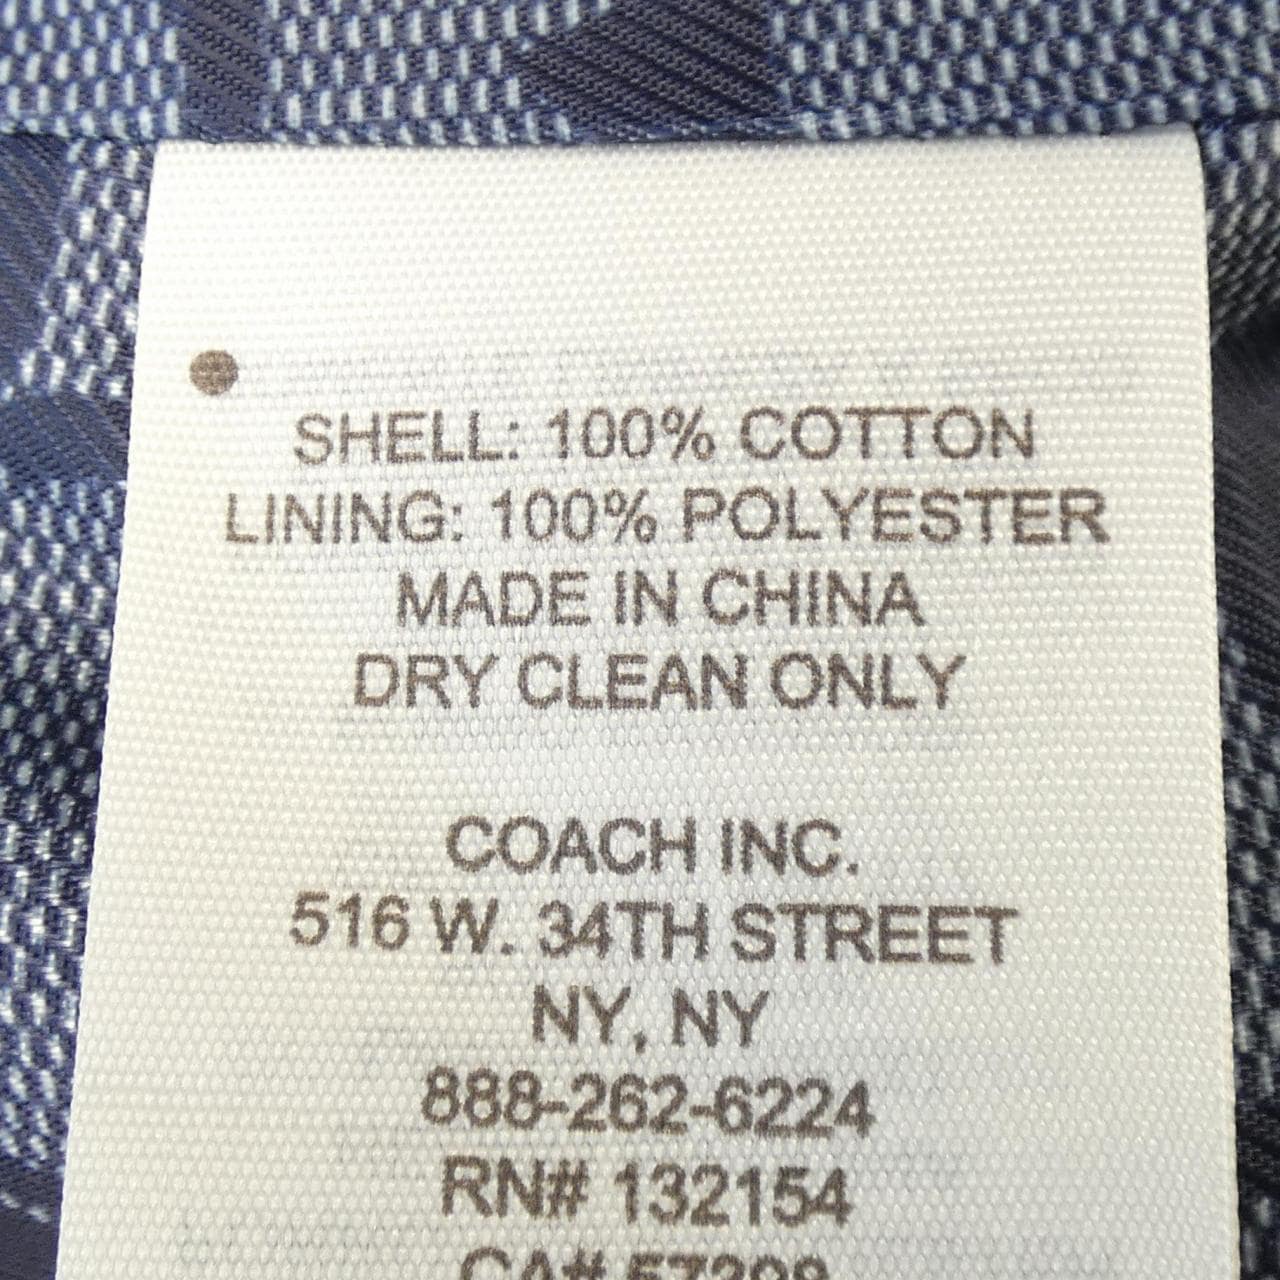 SHELL: 100% COTTON
LINING: 100% POLYESTER
MADE IN CHINA
DRY CLEAN ONLY
COACH INC.
516 W. 34TH STREET
NY, NY
888-262-6224
RN# 132154
CA#